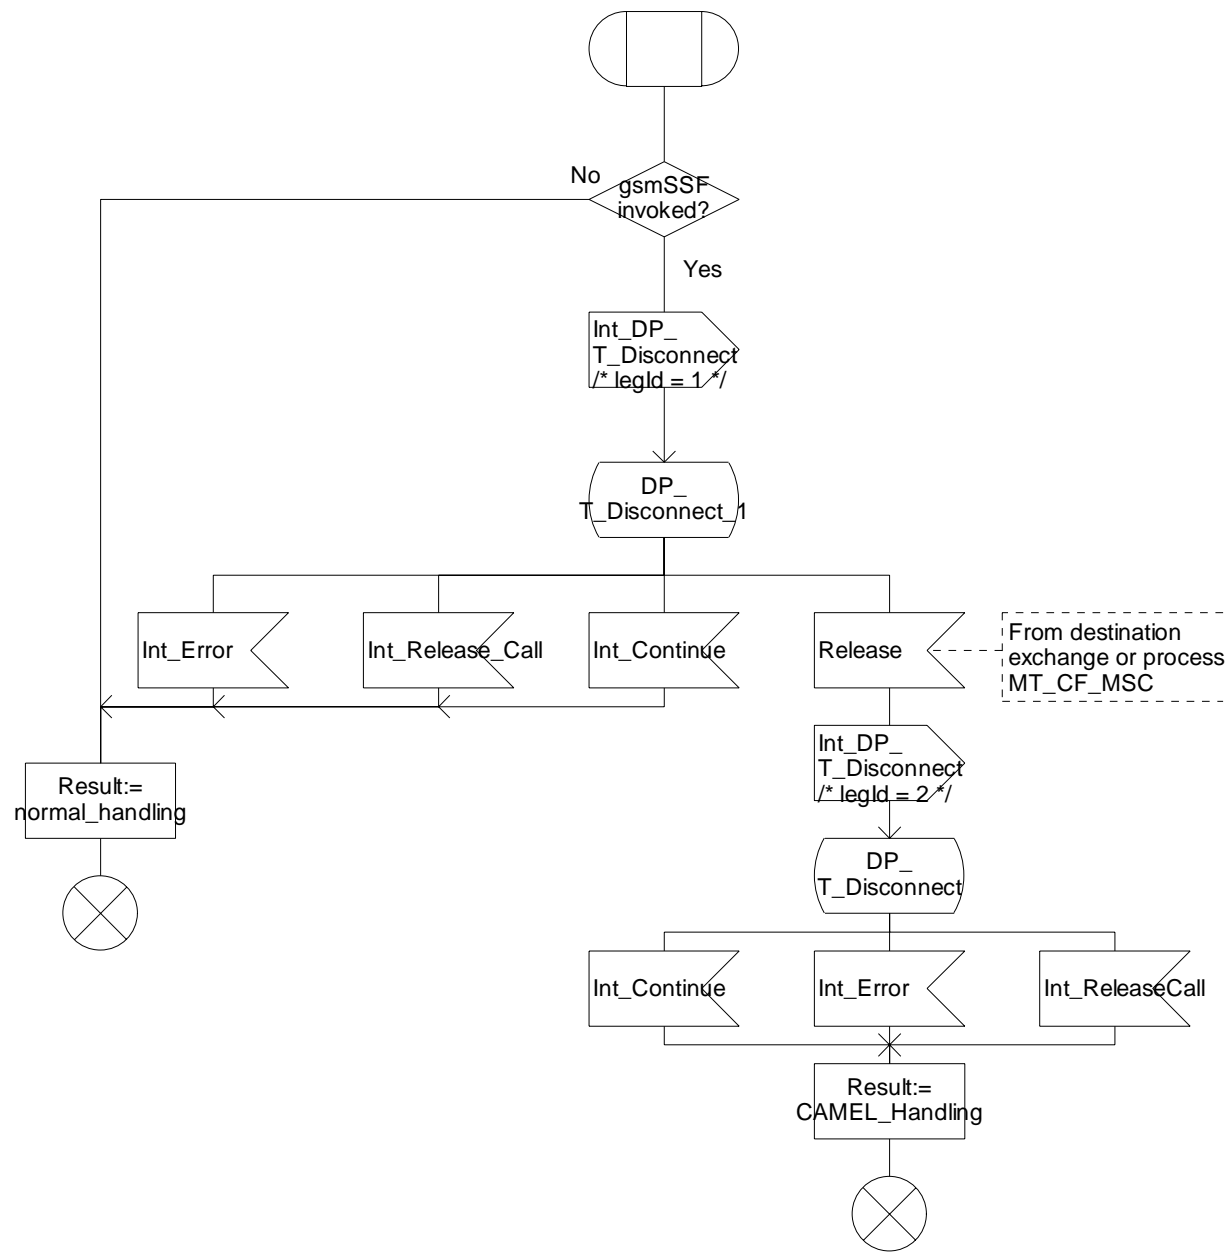 No
gsmSSF
invoked?
Yes
Int_DP_
T_Disconnect
/* legId = 1 */
DP_
T_Disconnect_1
Int_Error
Int_Release_Call
Int_Continue
Release
From destination
exchange or process
MT_CF_MSC
Int_DP_
T_Disconnect
/* legId = 2 */
Result:=
normal_handling
DP_
T_Disconnect
Int_Continue
Int_Error
Int_ReleaseCall
Result:=
CAMEL_Handling